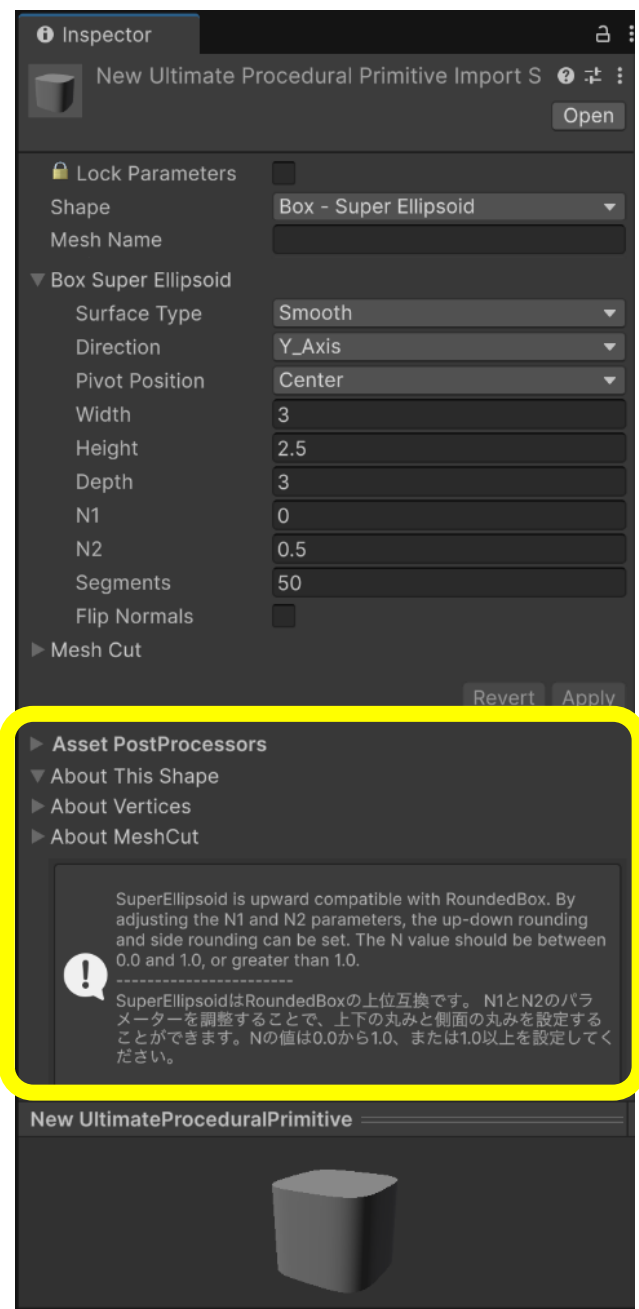 Inspector
New Ultimate Procedural Primitive Import S
Open
Lock Parameters
Shape Box - Super Ellipsoid
Mesh Name
Box Super Ellipsoid
Surface Type Smooth
Direction Y_Axis
Pivot Position Center
Width 3
Height 2.5
Depth 3
N1 0
N2 0.5
Segments 50
Flip Normals
Mesh Cut
Revert Apply
Asset PostProcessors
About This Shape
About Vertices
About MeshCut
SuperEllipsoid is upward compatible with RoundedBox. By
adjusting the N1 and N2 parameters, the up-down rounding
and side rounding can be set. The N value should be between
0.0 and 1.0, or greater than 1.0.
-----------------------
SuperEllipsoidはRoundedBoxの上位互換です。 N1とN2のパラ
メーターを調整することで、上下の丸みと側面の丸みを設定する
ことができます。Nの値は0.0から1.0、または1.0以上を設定してく
ださい。
New UltimateProceduralPrimitive